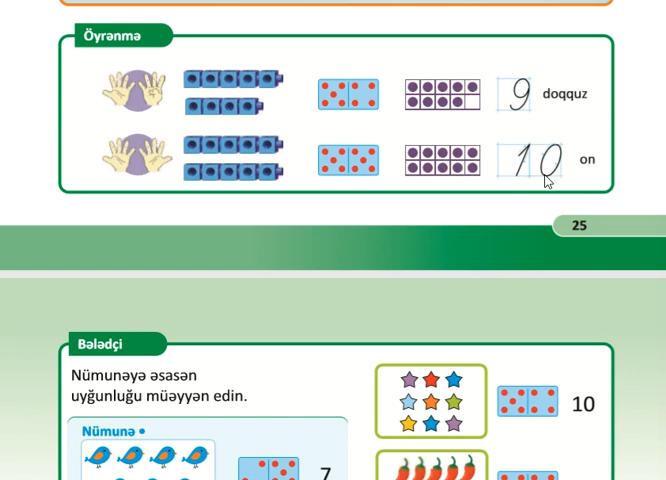 Öyrənmə
9 doqquz
10 on
25
Bələdçi
Nümunəyə əsasən
uyğunluğu müəyyən edin.
Nümunə •
7
10